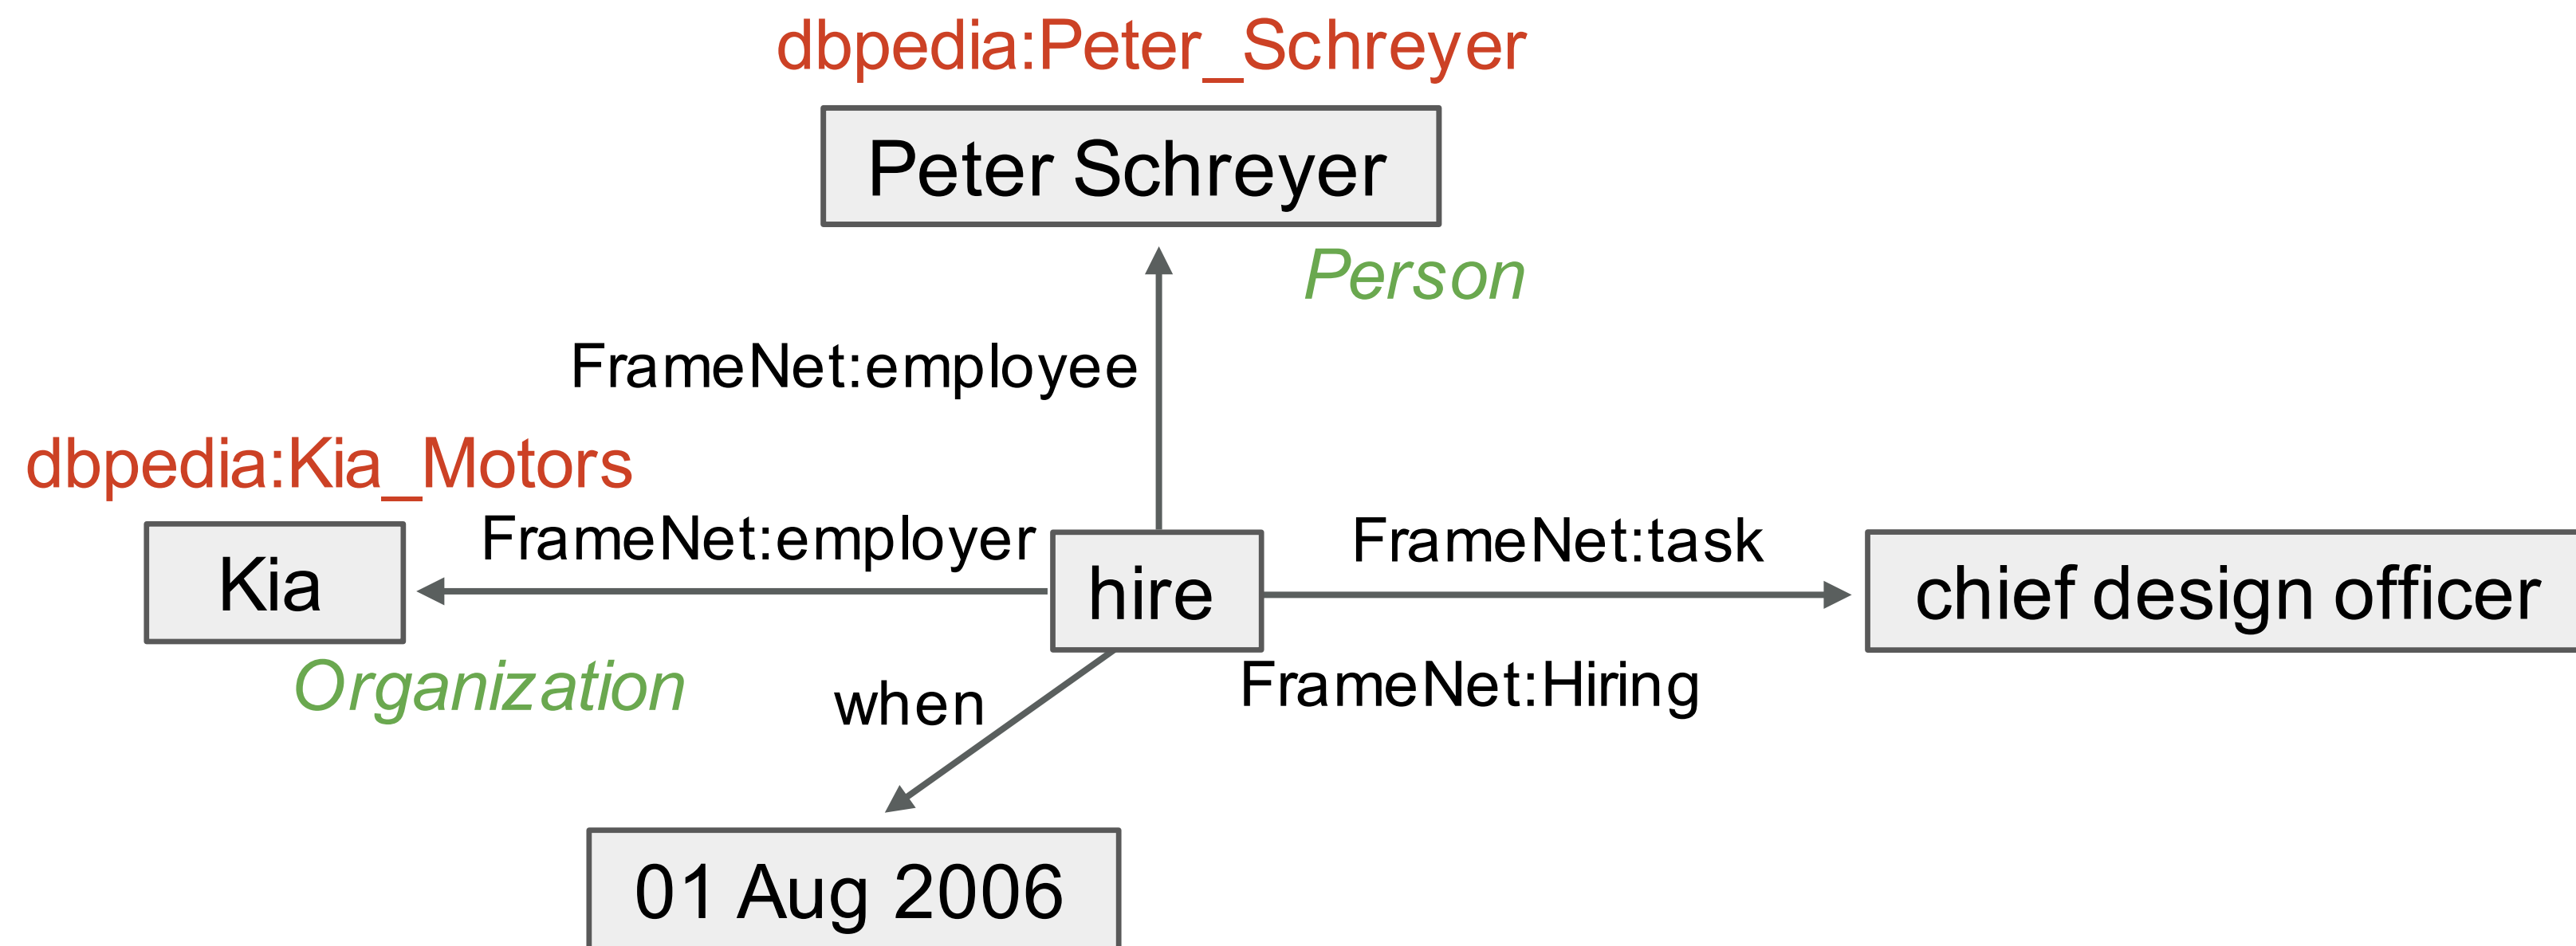 dbpedia:Peter_Schreyer
Peter Schreyer
Person
FrameNet:employee
dbpedia:Kia_Motors
Kia
FrameNet:employer
hire
FrameNet:task
chief design officer
Organization
when
FrameNet:Hiring
01 Aug 2006